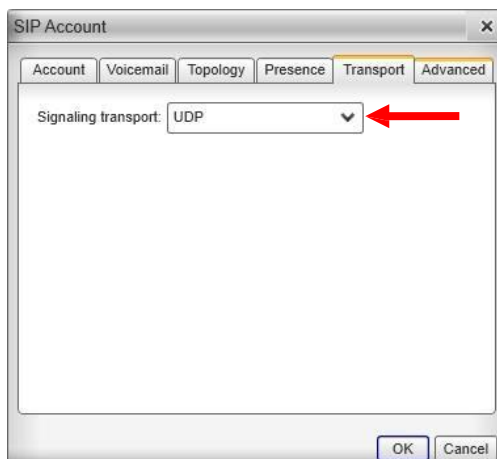 SIP Account
Account Voicemail Topology Presence Transport Advanced
Signaling transport: UDP
OK Cancel